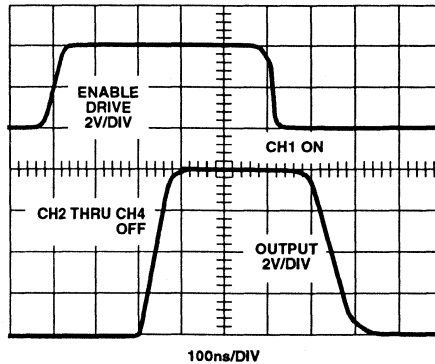 ENABLE
DRIVE
2V/DIV
CH1 ON
CH2 THRU CH4
OFF
OUTPUT
2V/DIV
100ns/DIV